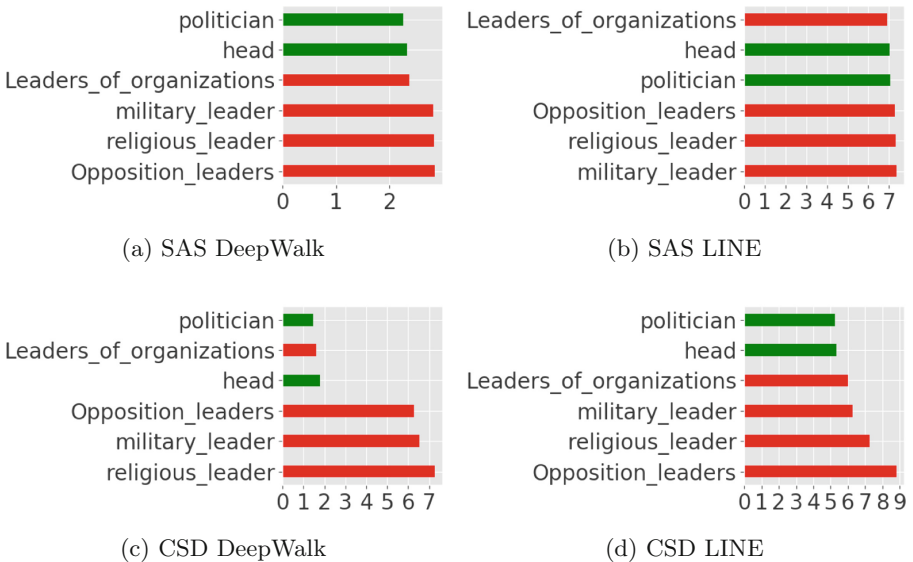 politician
head
Leaders_of_organizations
military_leader
religious_leader
Opposition_leaders
0 1 2
(a) SAS DeepWalk
Leaders_of_organizations
head
politician
Opposition_leaders
religious_leader
military_leader
0 1 2 3 4 5 6 7
(b) SAS LINE
politician
Leaders_of_organizations
head
Opposition_leaders
military_leader
religious_leader
0 1 2 3 4 5 6 7
(c) CSD DeepWalk
politician
head
Leaders_of_organizations
military_leader
religious_leader
Opposition_leaders
0 1 2 3 4 5 6 7 8 9
(d) CSD LINE